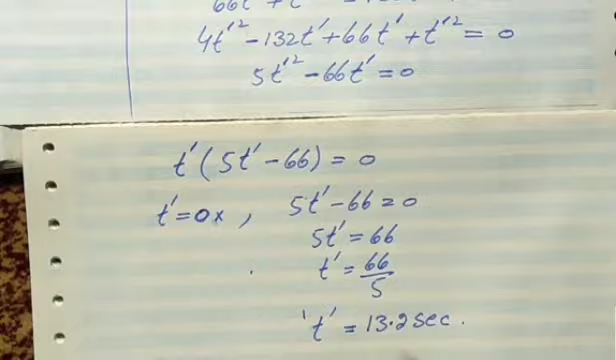 66t' + t'
4t'² - 132t' + 66t' + t'² = 0
5t'² - 66t' = 0
t' (5t' - 66) = 0
t' = 0 x , 5t' - 66 = 0
5t' = 66
t' = 66/5
't' = 13.2 sec.